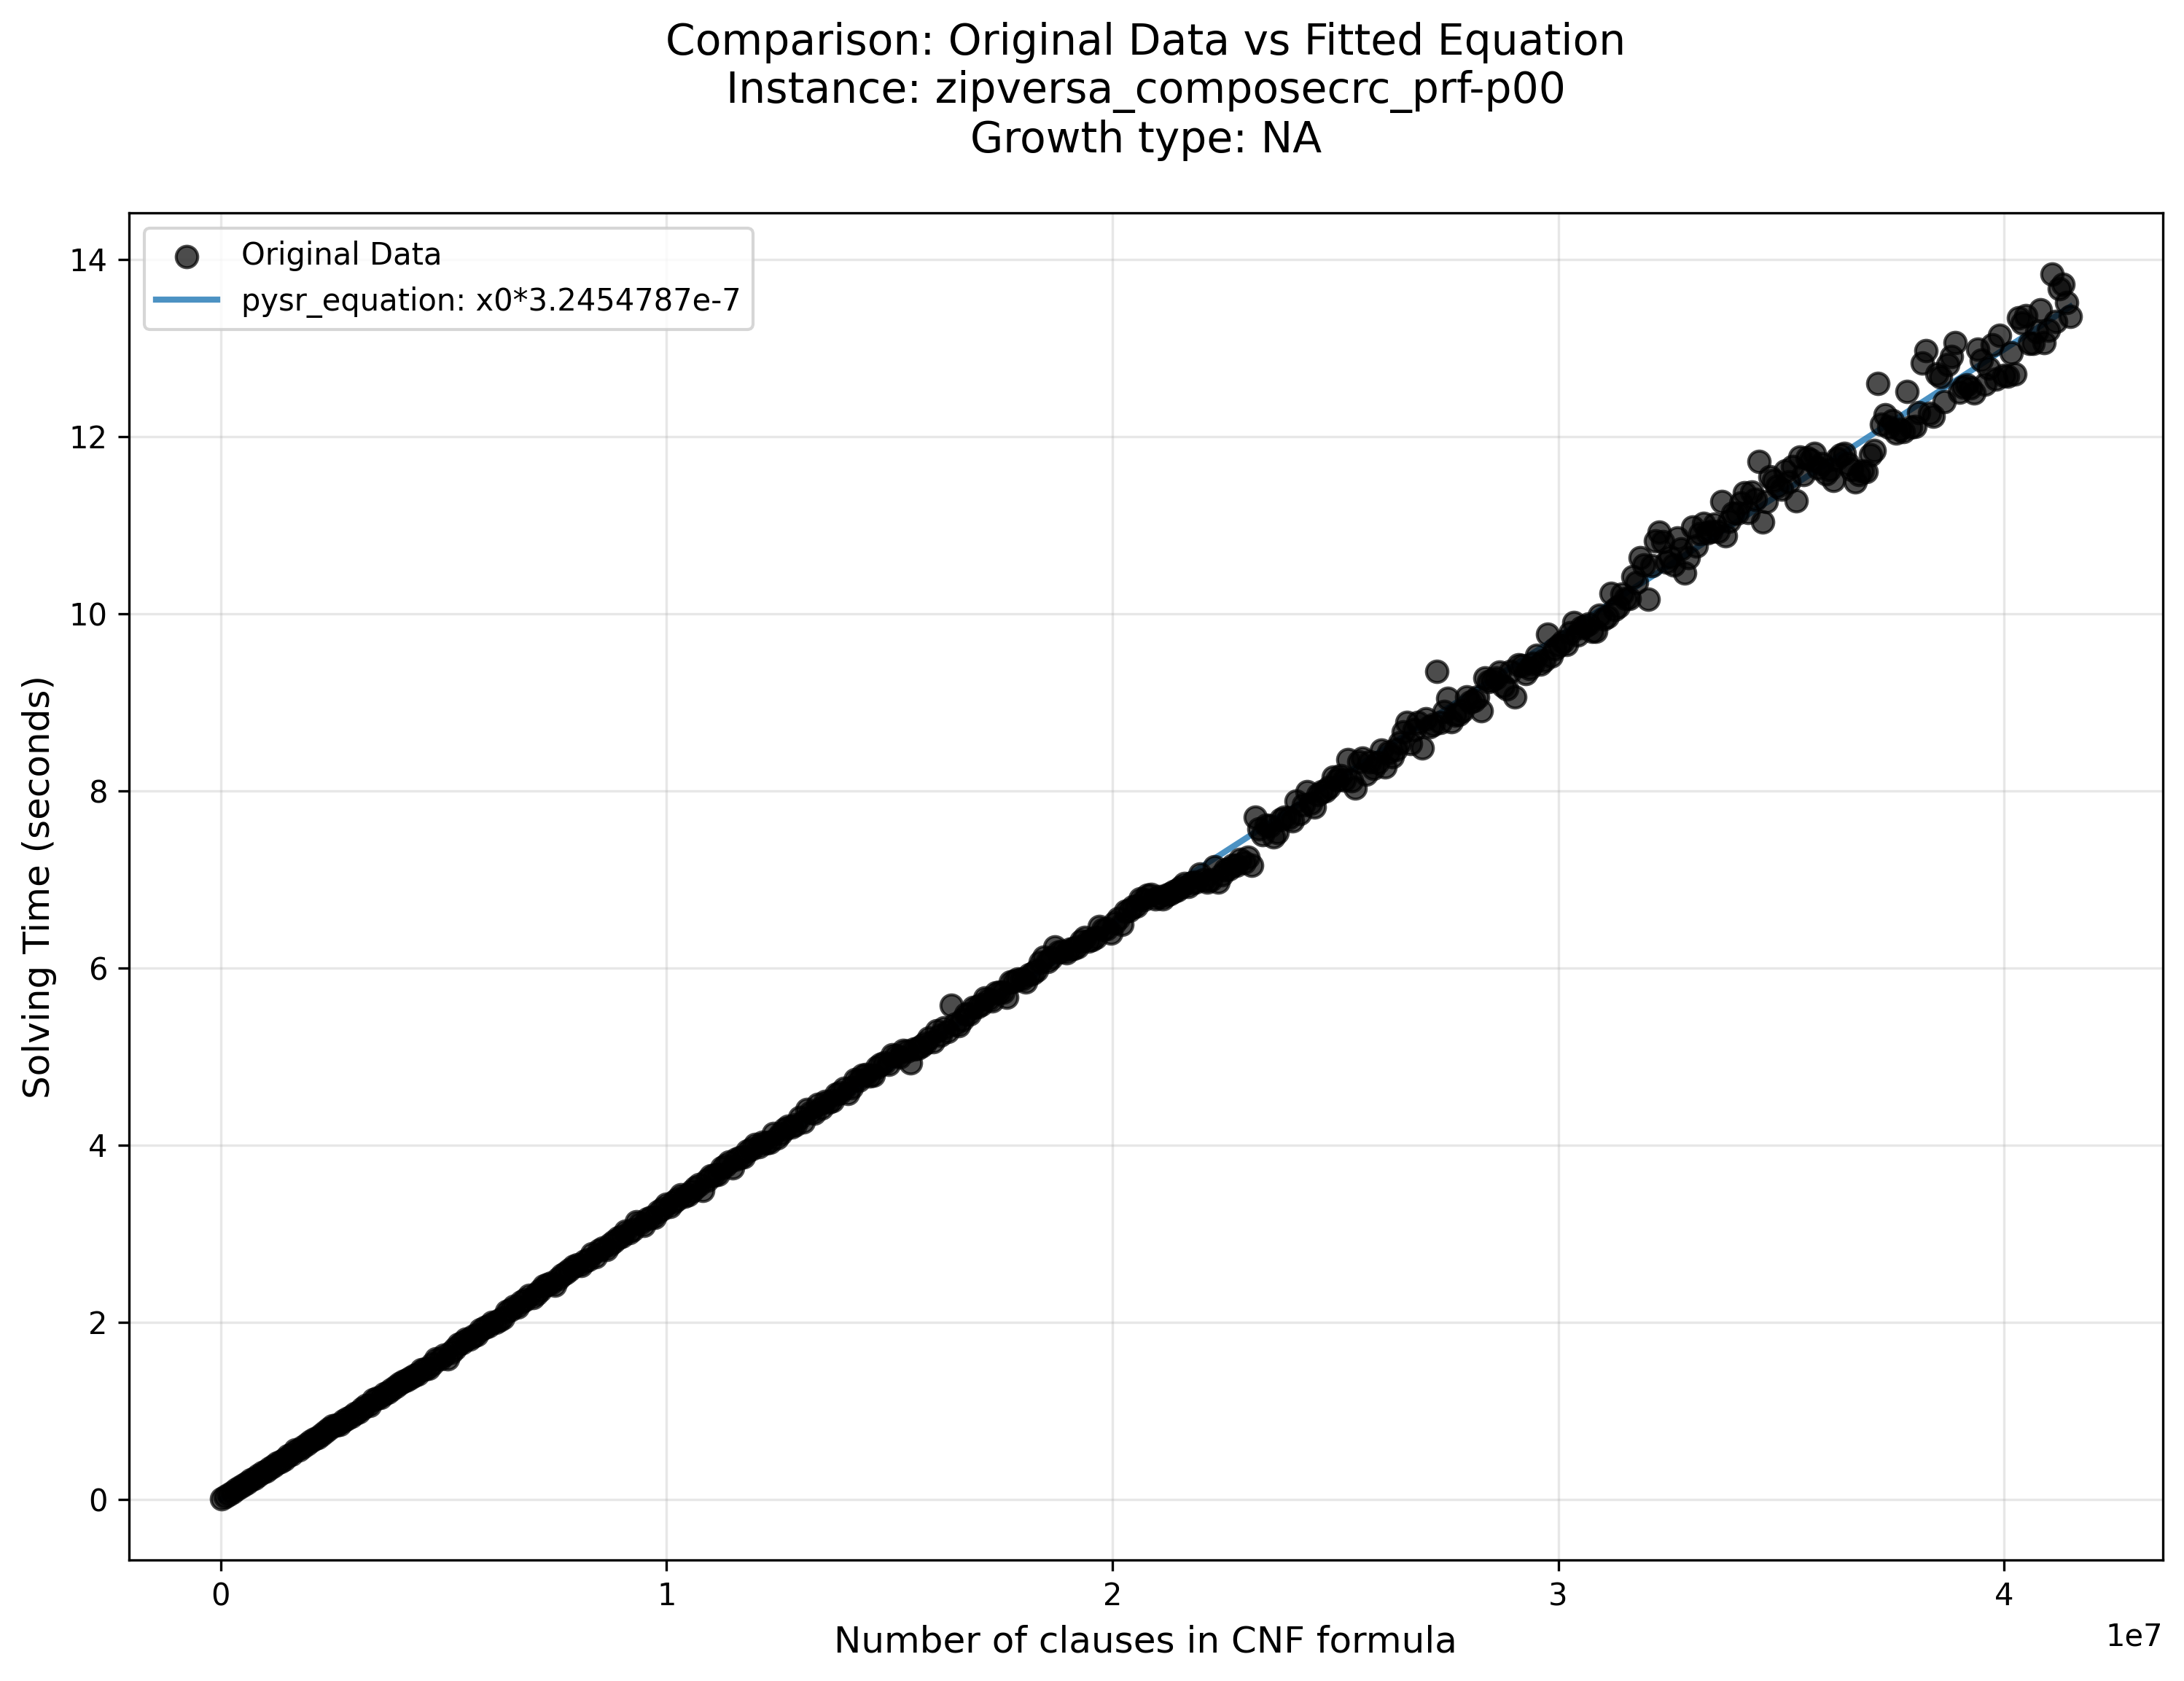 Comparison: Original Data vs Fitted Equation
Instance: zipversa_composecrc_prf-p00
Growth type: NA
Original Data
pysr_equation: x0*3.2454787e-7
14
12
10
8
6
4
2
0
Solving Time (seconds)
0 1 2 3 4
1e7
Number of clauses in CNF formula